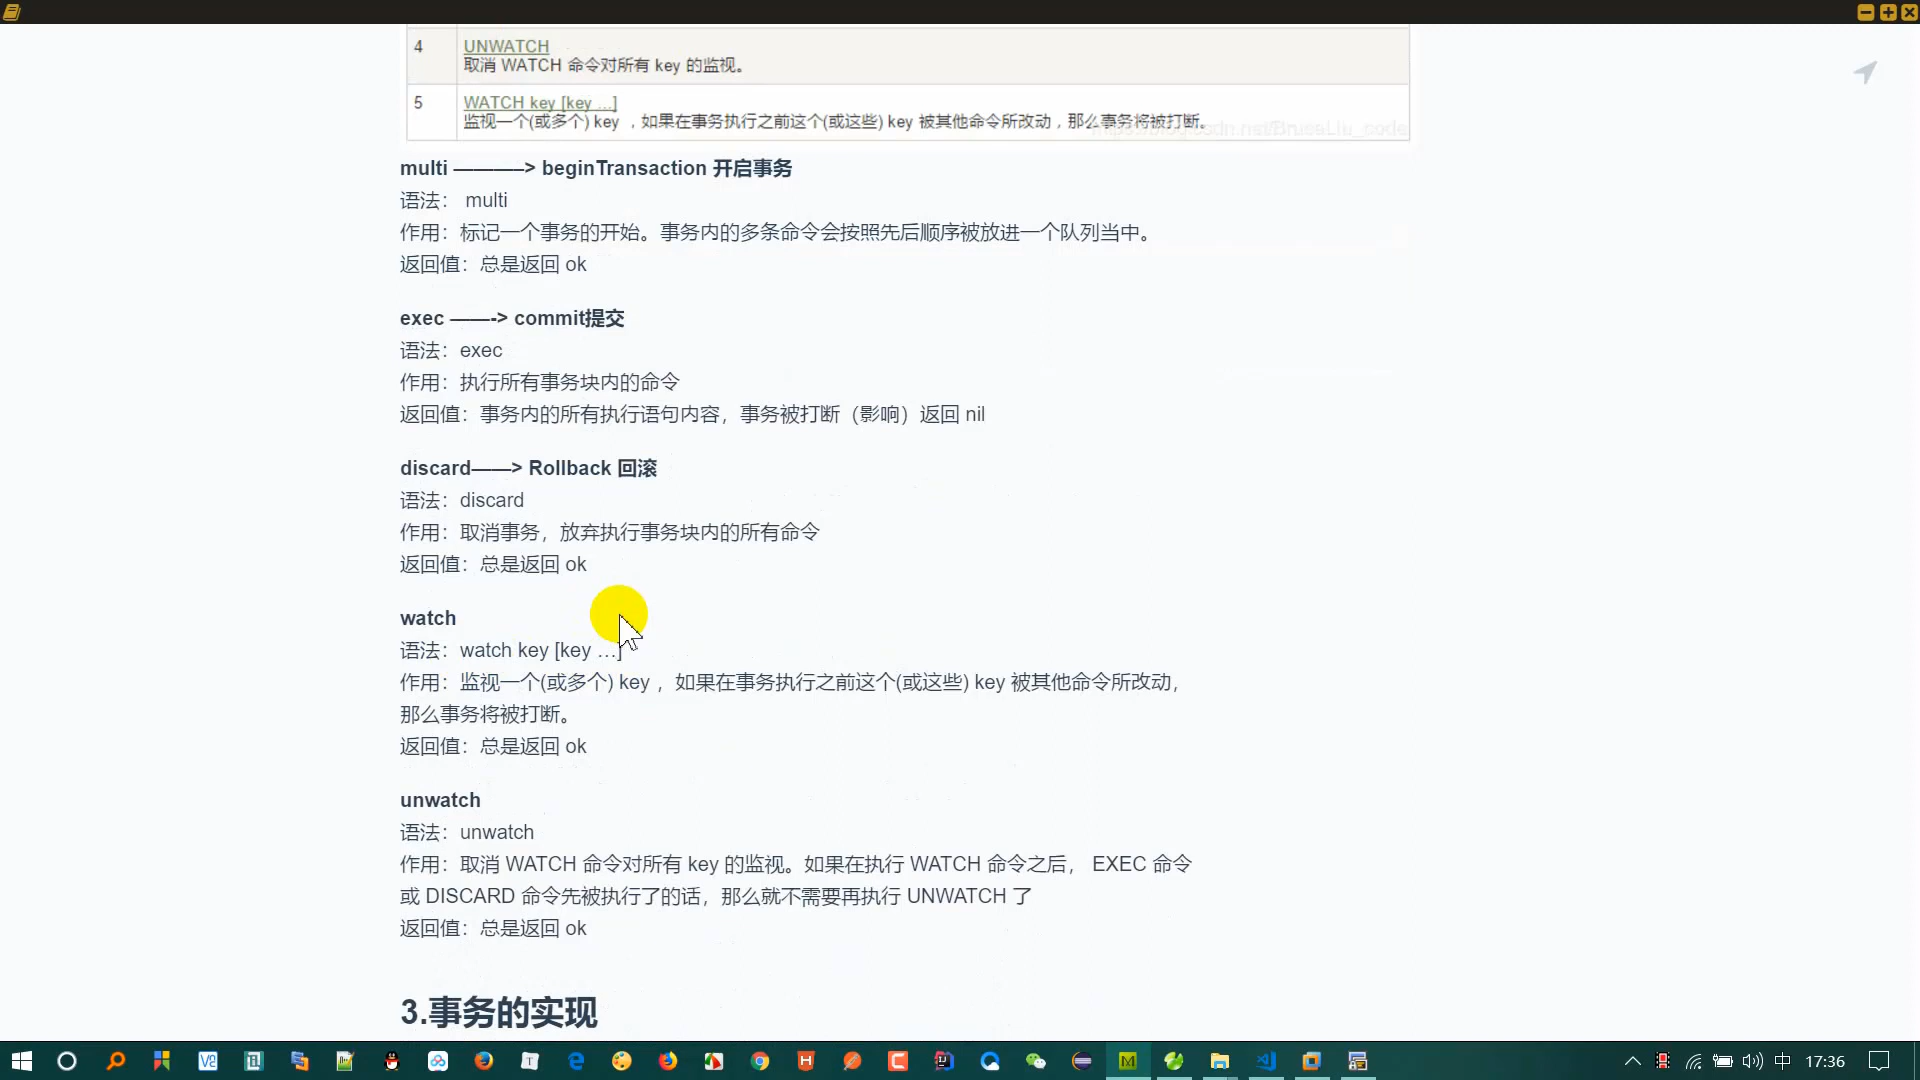 4
UNWATCH
取消 WATCH 命令对所有 key 的监视。
5
WATCH key [key ...]
监视一个(或多个) key ，如果在事务执行之前这个(或这些) key 被其他命令所改动，那么事务将被打断。
https://blog.csdn.net/BruceLiu_code
multi ————> beginTransaction 开启事务
语法： multi
作用：标记一个事务的开始。事务内的多条命令会按照先后顺序被放进一个队列当中。
返回值：总是返回 ok
exec ——-> commit提交
语法：exec
作用：执行所有事务块内的命令
返回值：事务内的所有执行语句内容，事务被打断（影响）返回 nil
discard——> Rollback 回滚
语法：discard
作用：取消事务，放弃执行事务块内的所有命令
返回值：总是返回 ok
watch
语法：watch key [key …]
作用：监视一个(或多个) key ，如果在事务执行之前这个(或这些) key 被其他命令所改动，
那么事务将被打断。
返回值：总是返回 ok
unwatch
语法：unwatch
作用：取消 WATCH 命令对所有 key 的监视。如果在执行 WATCH 命令之后， EXEC 命令
或 DISCARD 命令先被执行了的话，那么就不需要再执行 UNWATCH 了
返回值：总是返回 ok
3.事务的实现
中
17:36